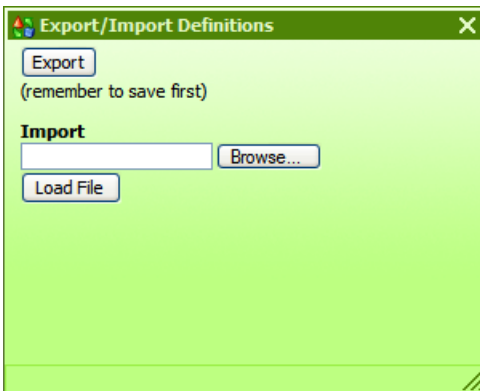 Export/Import Definitions
Export
(remember to save first)
Import
Browse...
Load File